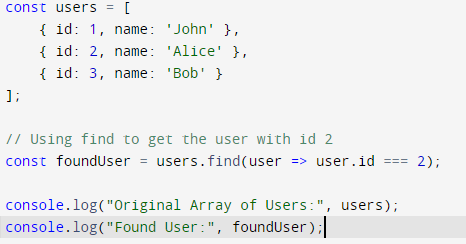 const users = [
    { id: 1, name: 'John' },
    { id: 2, name: 'Alice' },
    { id: 3, name: 'Bob' }
];
// Using find to get the user with id 2
const foundUser = users.find(user => user.id === 2);
console.log("Original Array of Users:", users);
console.log("Found User:", foundUser);